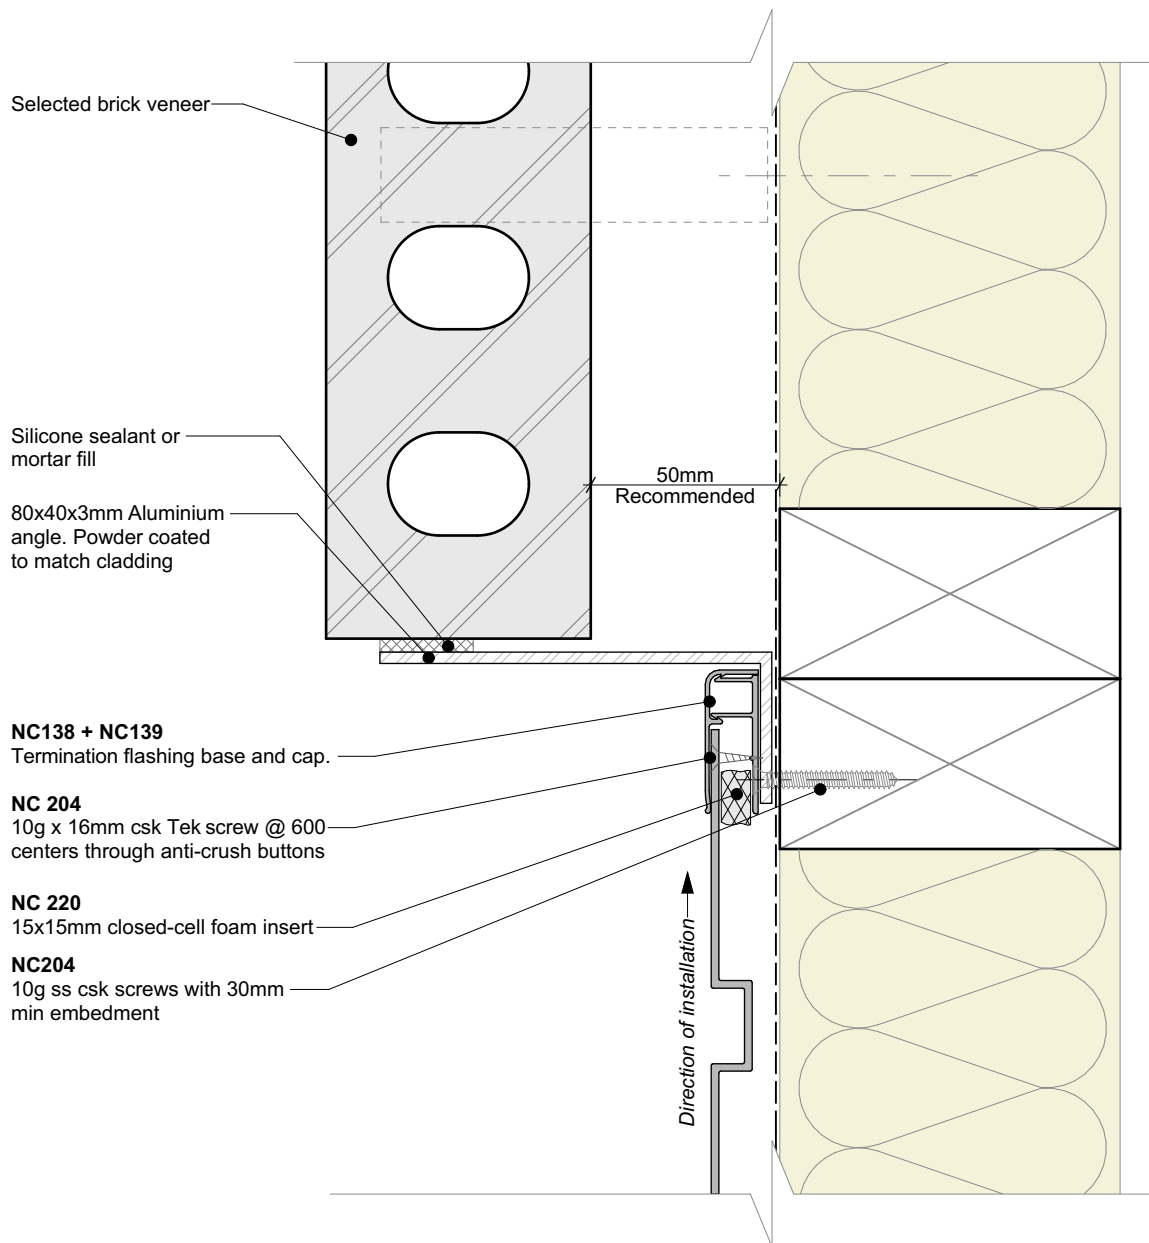 Selected brick veneer
Silicone sealant or
mortar fill
50mm
Recommended
80x40x3mm Aluminium
angle. Powder coated
to match cladding
NC138 + NC139
Termination flashing base and cap.
NC 204
10g x 16mm csk Tek screw @ 600
centers through anti-crush buttons
NC 220
15x15mm closed-cell foam insert
NC204
10g ss csk screws with 30mm
min embedment
Direction of installation